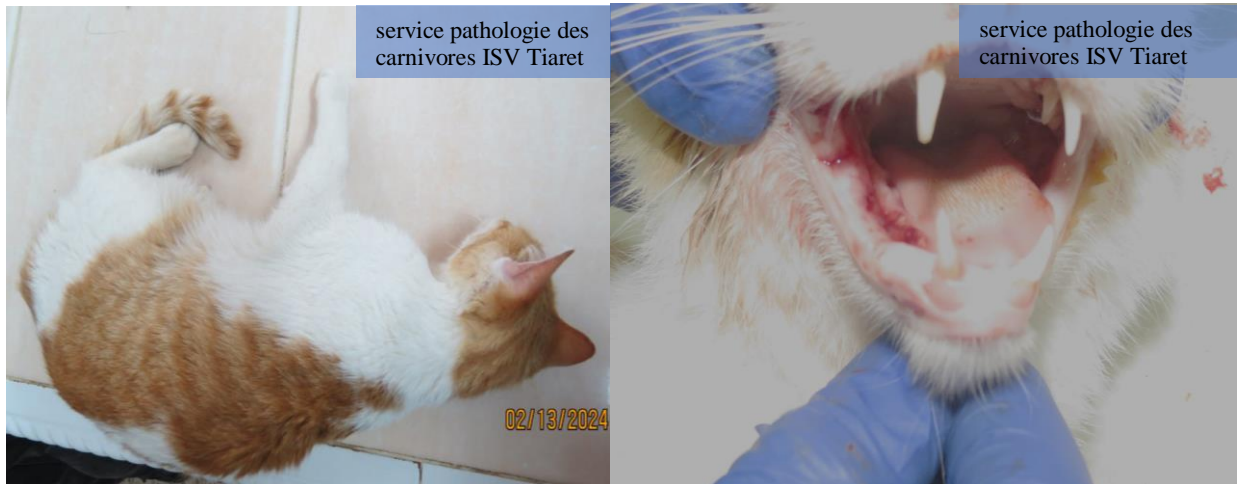 service pathologie des
carnivores ISV Tiaret
service pathologie des
carnivores ISV Tiaret
02/13/2024